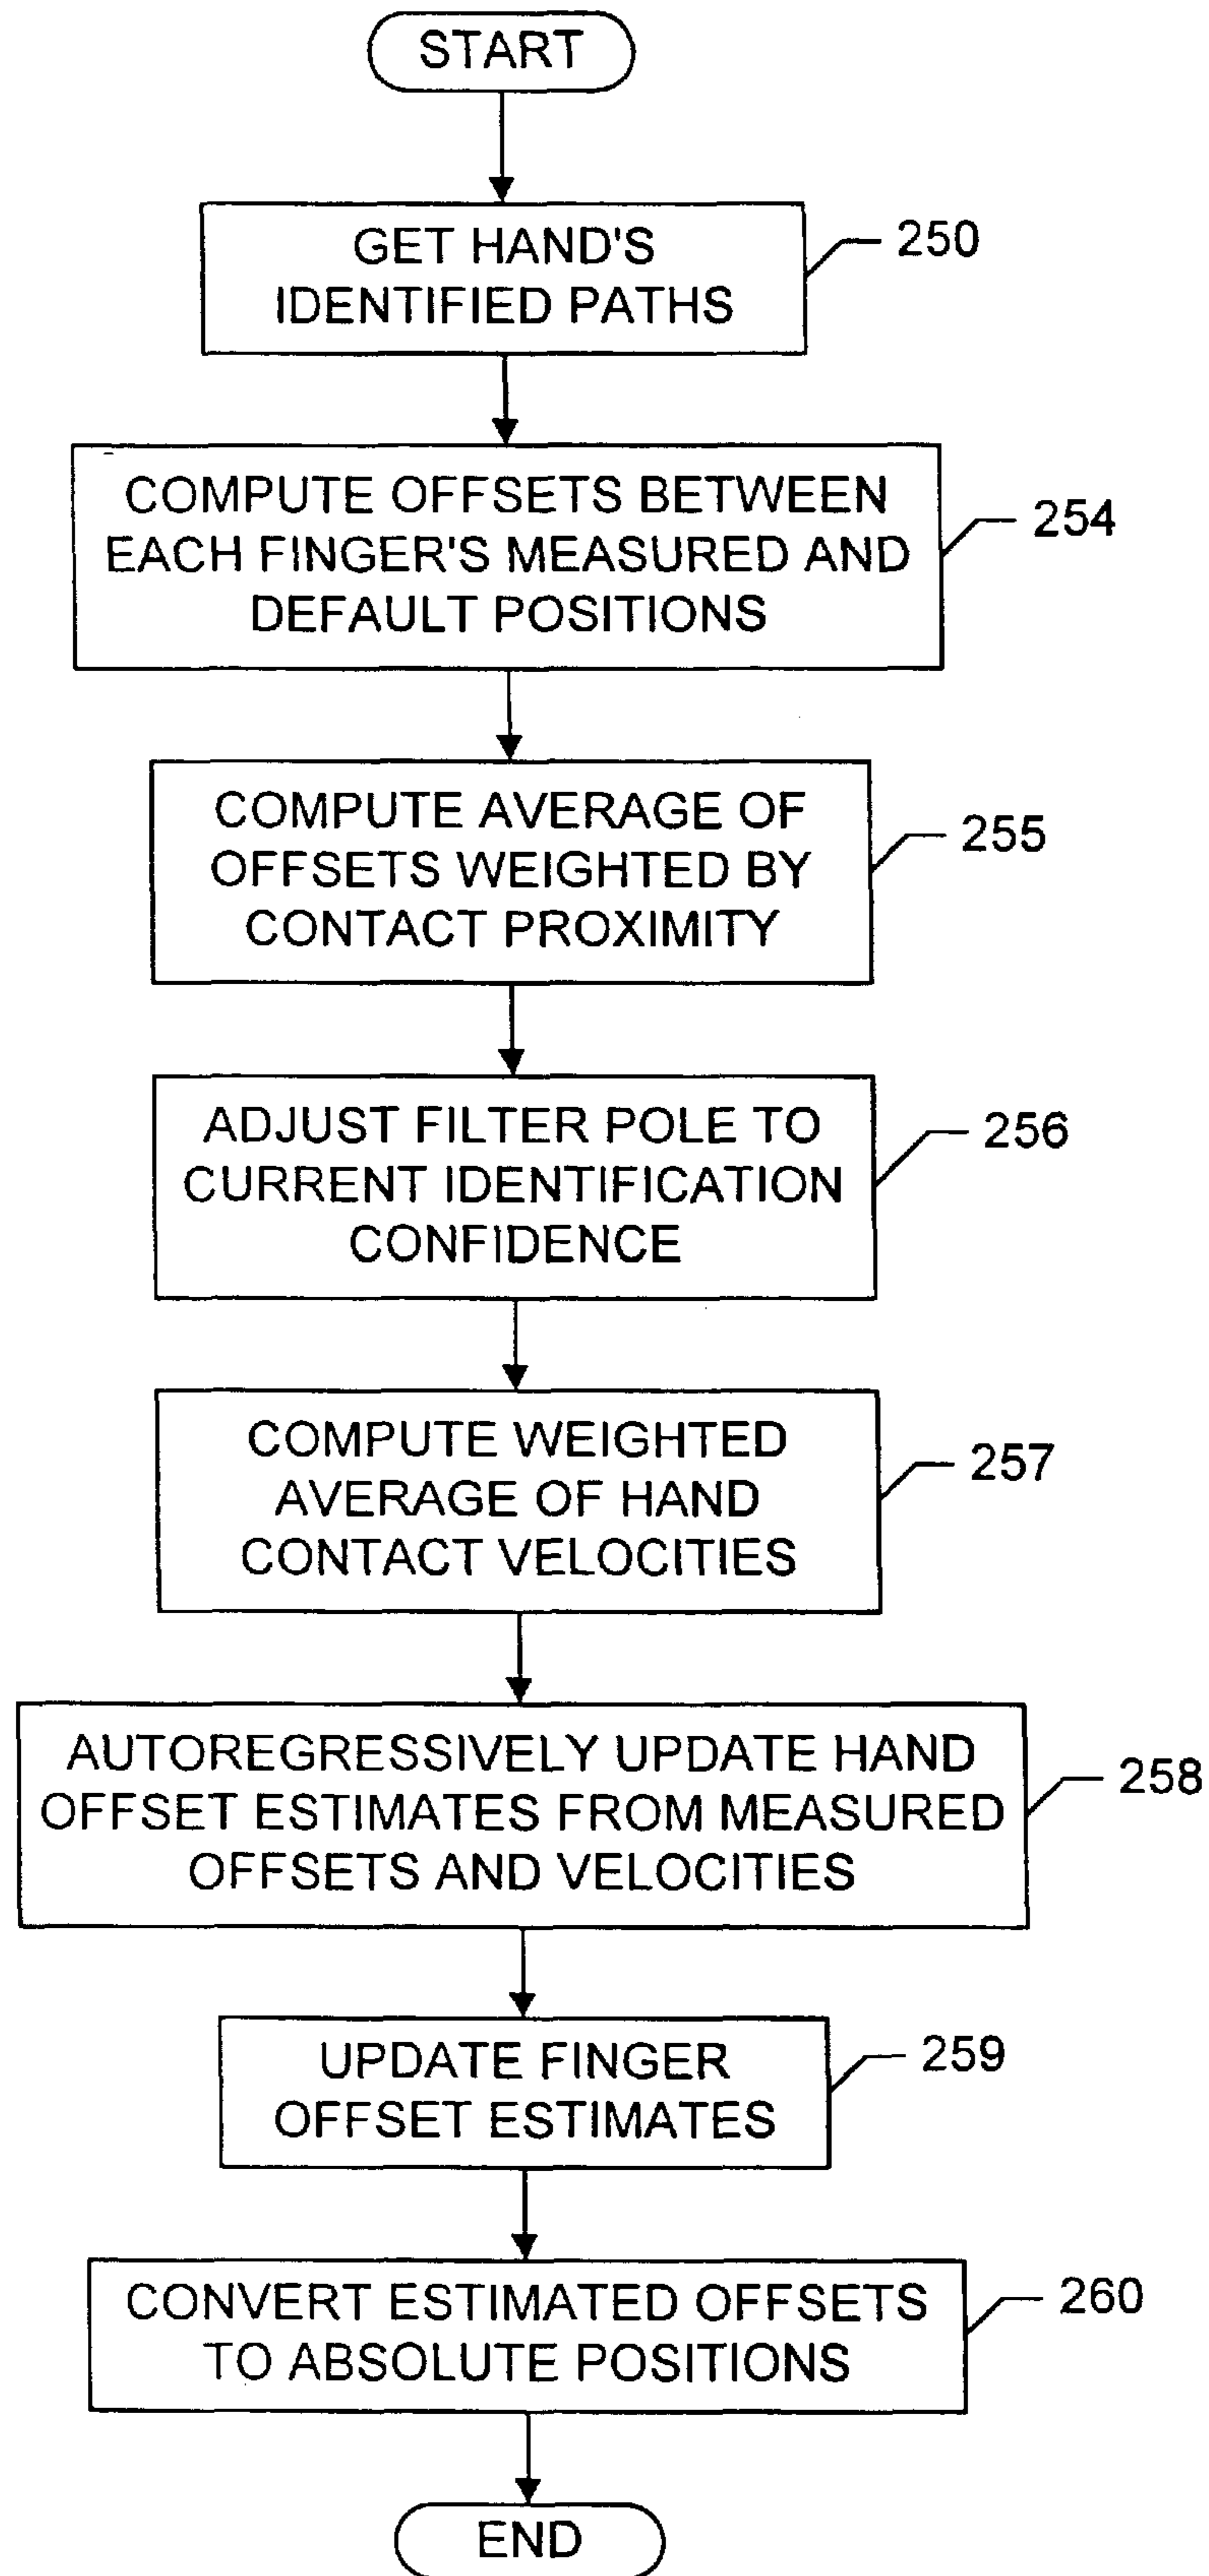 START
GET HAND'S
IDENTIFIED PATHS
250
COMPUTE OFFSETS BETWEEN
EACH FINGER'S MEASURED AND
DEFAULT POSITIONS
254
COMPUTE AVERAGE OF
OFFSETS WEIGHTED BY
CONTACT PROXIMITY
255
ADJUST FILTER POLE TO
CURRENT IDENTIFICATION
CONFIDENCE
256
COMPUTE WEIGHTED
AVERAGE OF HAND
CONTACT VELOCITIES
257
AUTOREGRESSIVELY UPDATE HAND
OFFSET ESTIMATES FROM MEASURED
OFFSETS AND VELOCITIES
258
UPDATE FINGER
OFFSET ESTIMATES
259
CONVERT ESTIMATED OFFSETS
TO ABSOLUTE POSITIONS
260
END